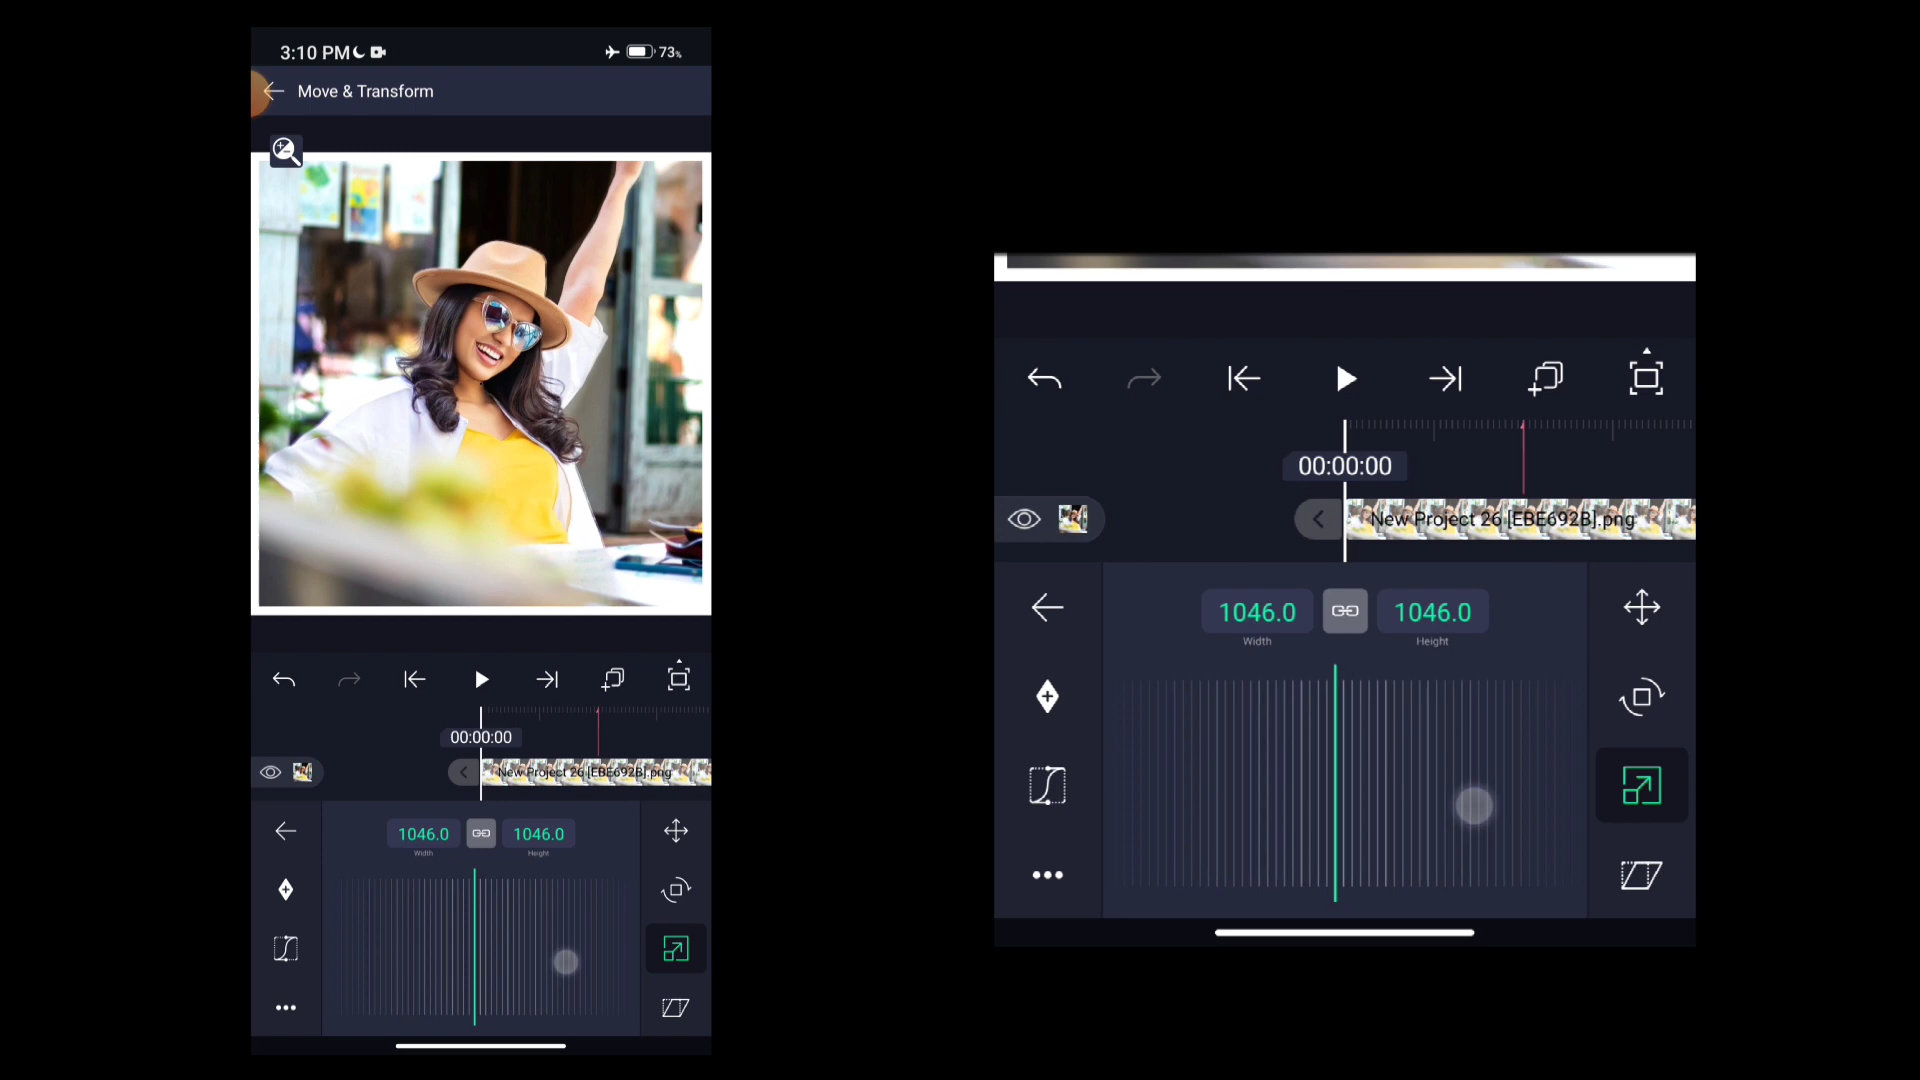 3:10 PM
73%
Move & Transform
00:00:00
New Project 26 [EBE692B].png
1046.0
1046.0
Width
Height
00:00:00
New Project 26 [EBE692B].png
1046.0
1046.0
Width
Height